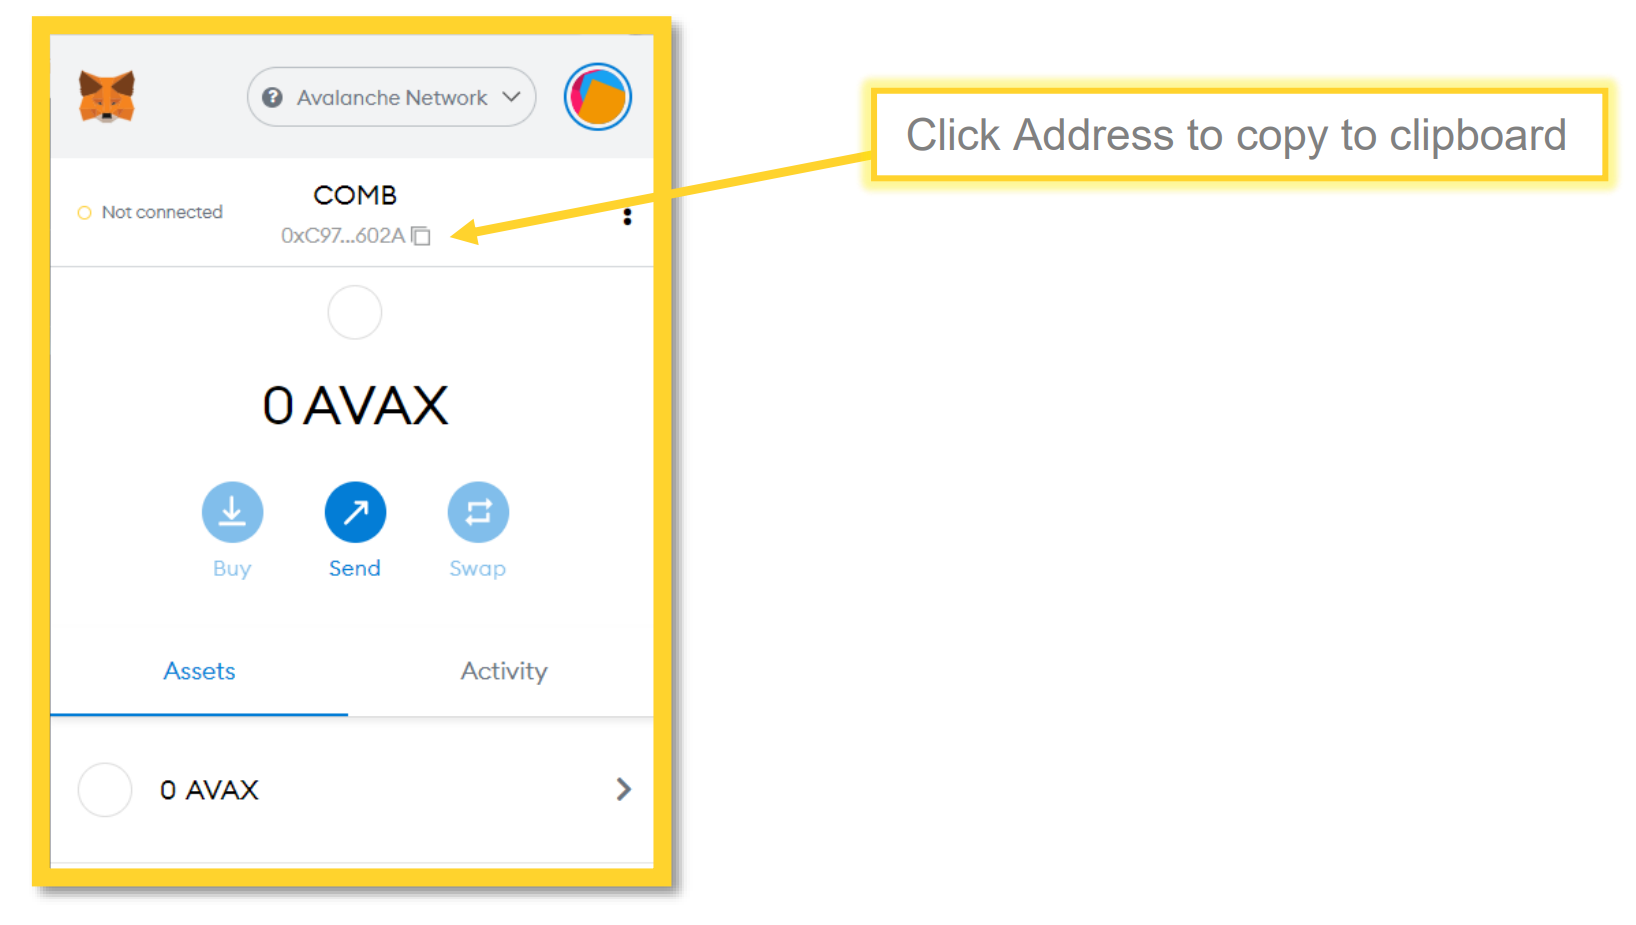 Avalanche Network
Click Address to copy to clipboard
COMB
Not connected
0xC97...602A
0 AVAX
Buy
Send
Swap
Assets
Activity
0 AVAX